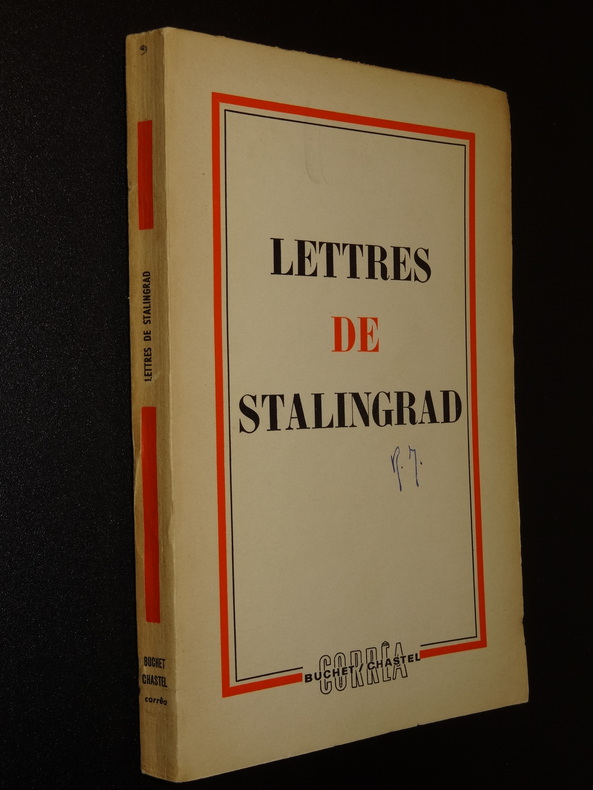 LETTRES
DE
STALINGRAD
BUCHET / CHASTEL
CORRÊA
LETTRES DE STALINGRAD
BUCHET
CHASTEL
corrêa